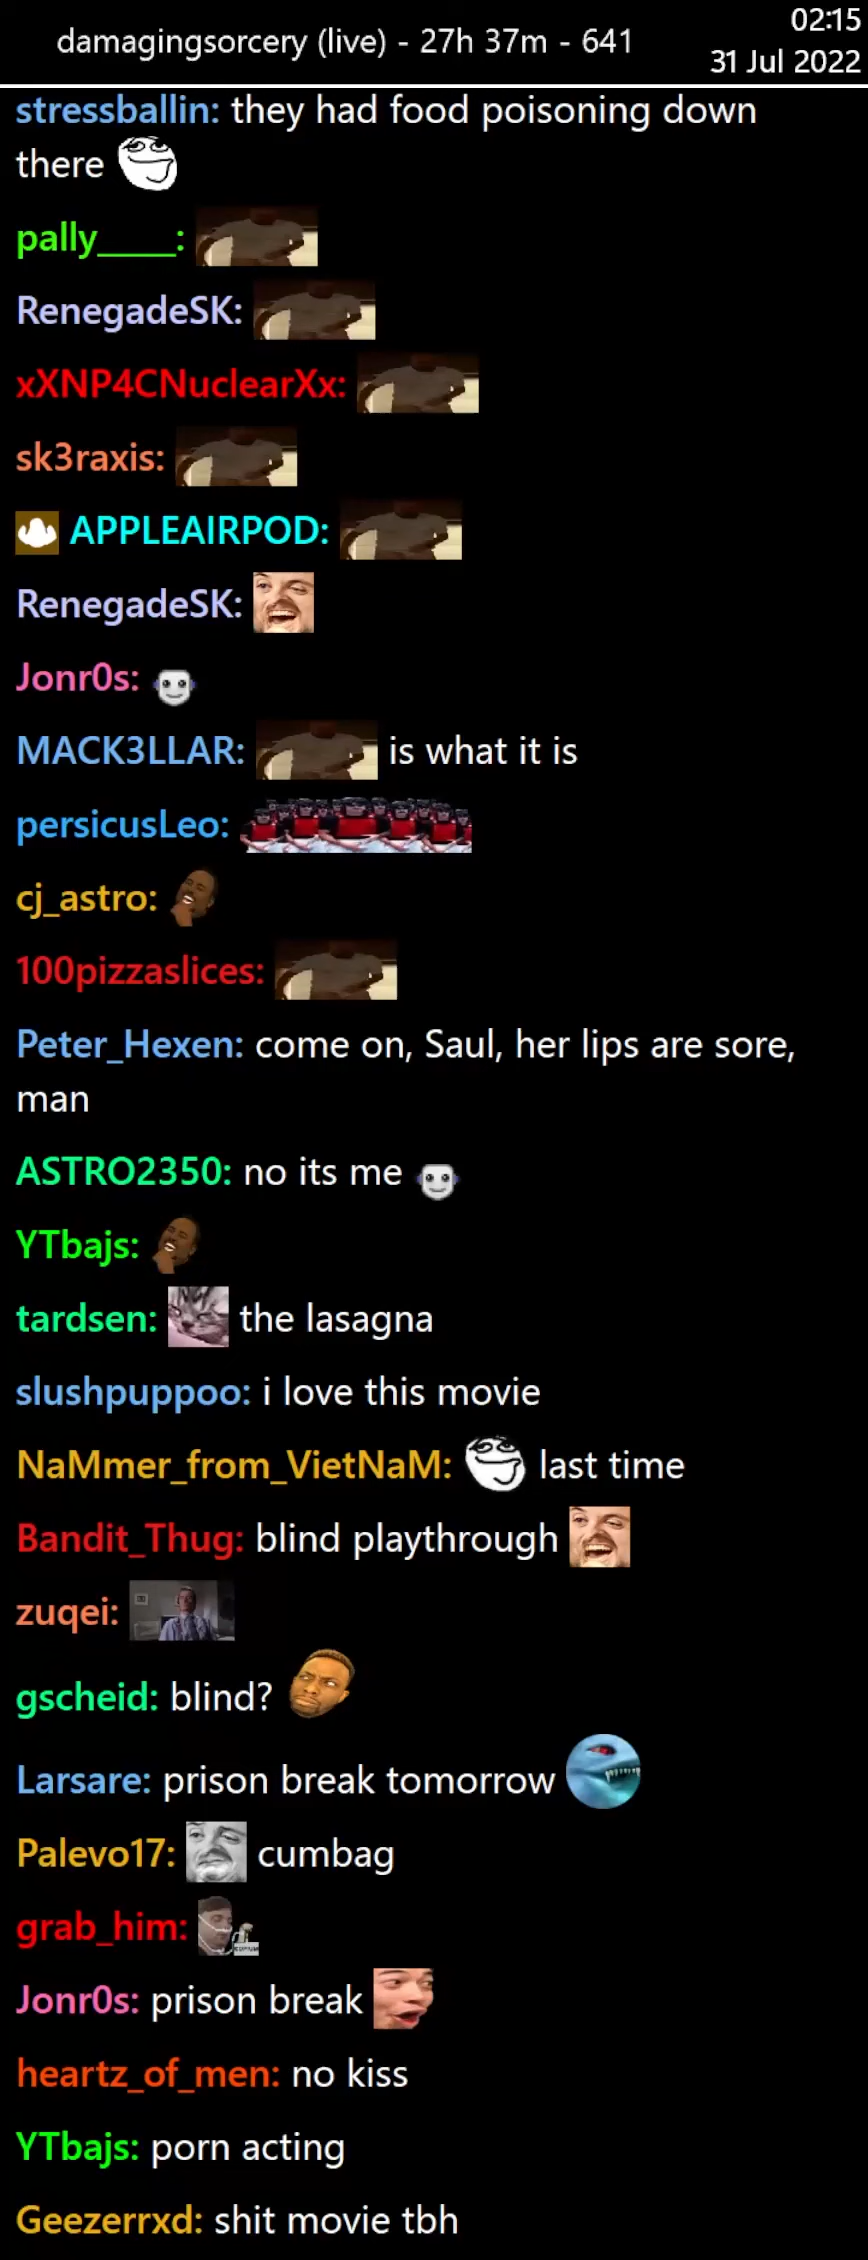 damagingsorcery (live) - 27h 37m - 641
02:15
31 Jul 2022
stressballin: they had food poisoning down
there
pally_____:
RenegadeSK:
xXNP4CNuclearXx:
sk3raxis:
APPLEAIRPOD:
RenegadeSK:
Jonr0s:
MACK3LLAR: is what it is
persicusLeo:
cj_astro:
100pizzaslices:
Peter_Hexen: come on, Saul, her lips are sore,
man
ASTRO2350: no its me
YTbajs:
tardsen: the lasagna
slushpuppoo: i love this movie
NaMmer_from_VietNaM: last time
Bandit_Thug: blind playthrough
zuqei:
gscheid: blind?
Larsare: prison break tomorrow
Palevo17: cumbag
grab_him:
Jonr0s: prison break
heartz_of_men: no kiss
YTbajs: porn acting
Geezerrxd: shit movie tbh